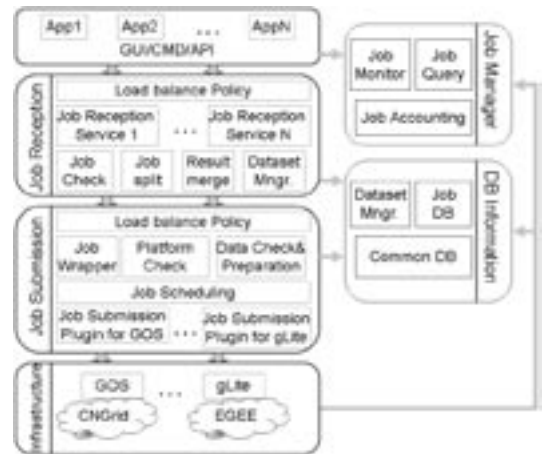 App1 App2 ... AppN
GUI/CMD/API
Job Reception
Load balance Policy
Job Reception Service 1
...
Job Reception Service N
Job Check
Job split
Result merge
Dataset Mngr.
Job Submission
Load balance Policy
Job Wrapper
Platform Check
Data Check& Preparation
Job Scheduling
Job Submission Plugin for GOS
...
Job Submission Plugin for gLite
Infrastructure
GOS ... gLite
CNGrid
EGEE
Job Monitor
Job Query
Job Accounting
Job Manager
Dataset Mngr.
Job DB
Common DB
DB Information